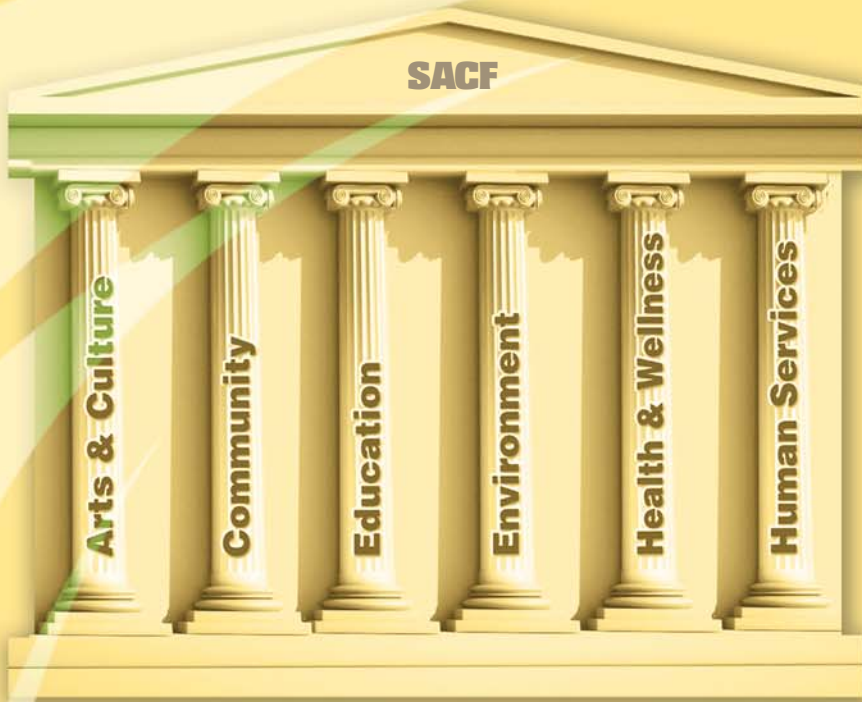 SACF
Arts & Culture
Community
Education
Environment
Health & Wellness
Human Services